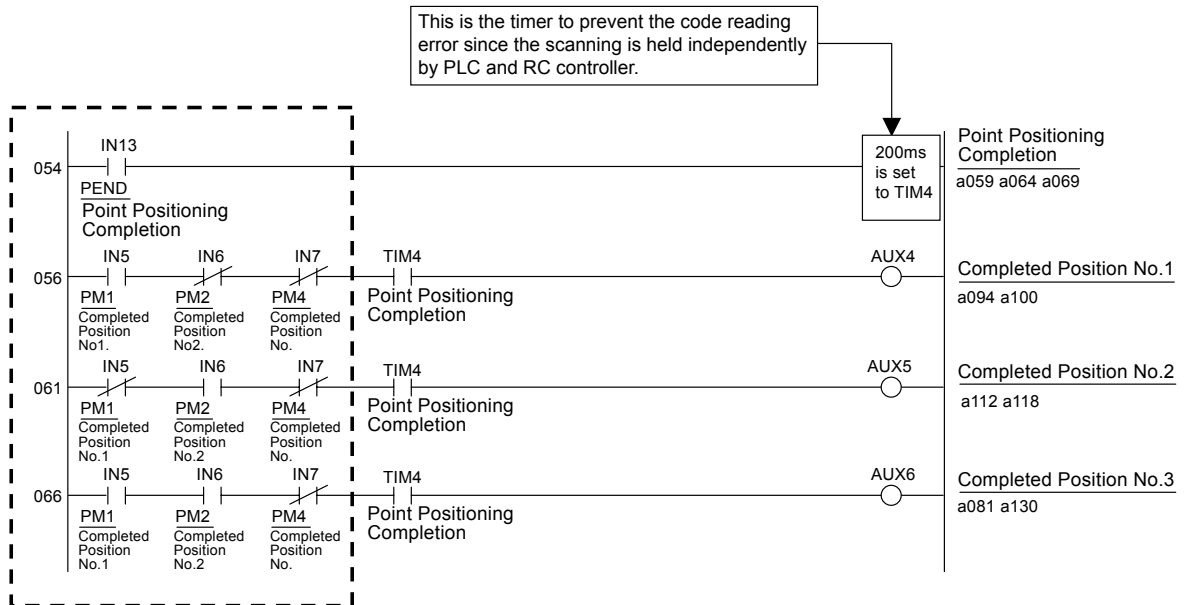 This is the timer to prevent the code reading
error since the scanning is held independently
by PLC and RC controller.
054
IN13
PEND
Point Positioning
Completion
200ms
is set
to TIM4
Point Positioning
Completion
a059 a064 a069
056
IN5 IN6 IN7 TIM4 AUX4
PM1 PM2 PM4 Point Positioning
Completed Completed Completed Completion
Position Position Position
No1. No2. No.
Completed Position No.1
a094 a100
061
IN5 IN6 IN7 TIM4 AUX5
PM1 PM2 PM4 Point Positioning
Completed Completed Completed Completion
Position Position Position
No.1 No.2 No.
Completed Position No.2
a112 a118
066
IN5 IN6 IN7 TIM4 AUX6
PM1 PM2 PM4 Point Positioning
Completed Completed Completed Completion
Position Position Position
No.1 No.2 No.
Completed Position No.3
a081 a130